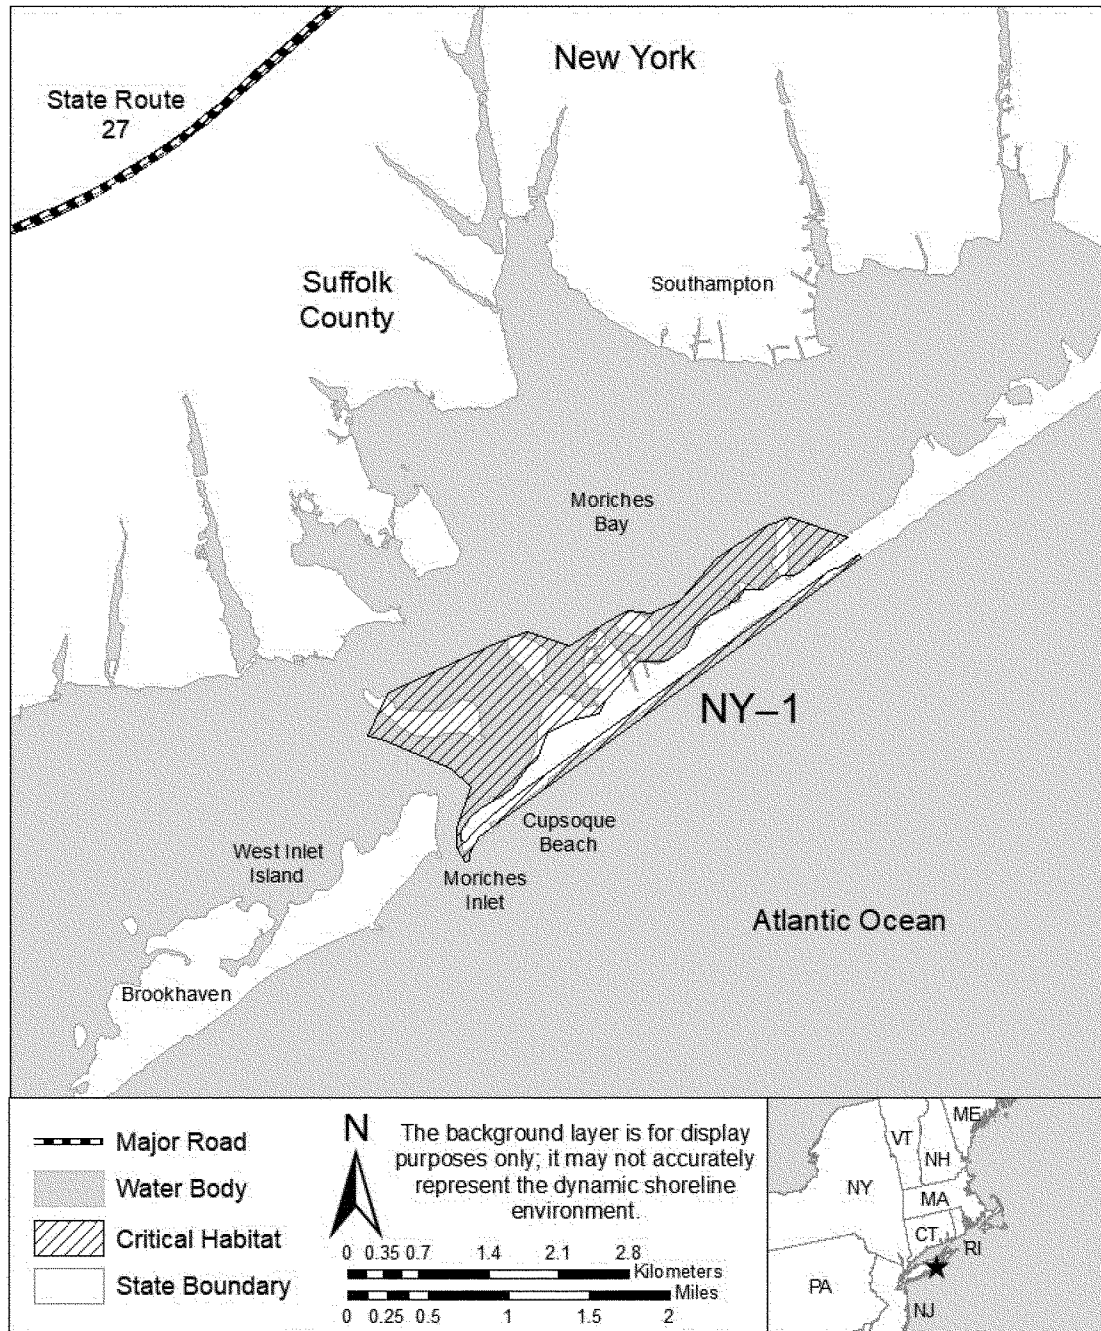 New York
State Route
27
Suffolk
County
Southampton
Moriches
Bay
NY–1
Cupsoque
Beach
West Inlet
Island
Moriches
Inlet
Atlantic Ocean
Brookhaven
Major Road
Water Body
Critical Habitat
State Boundary
N
The background layer is for display
purposes only; it may not accurately
represent the dynamic shoreline
environment.
0 0.35 0.7 1.4 2.1 2.8
Kilometers
Miles
0 0.25 0.5 1 1.5 2
ME
VT
NH
NY
MA
CT
RI
PA
NJ